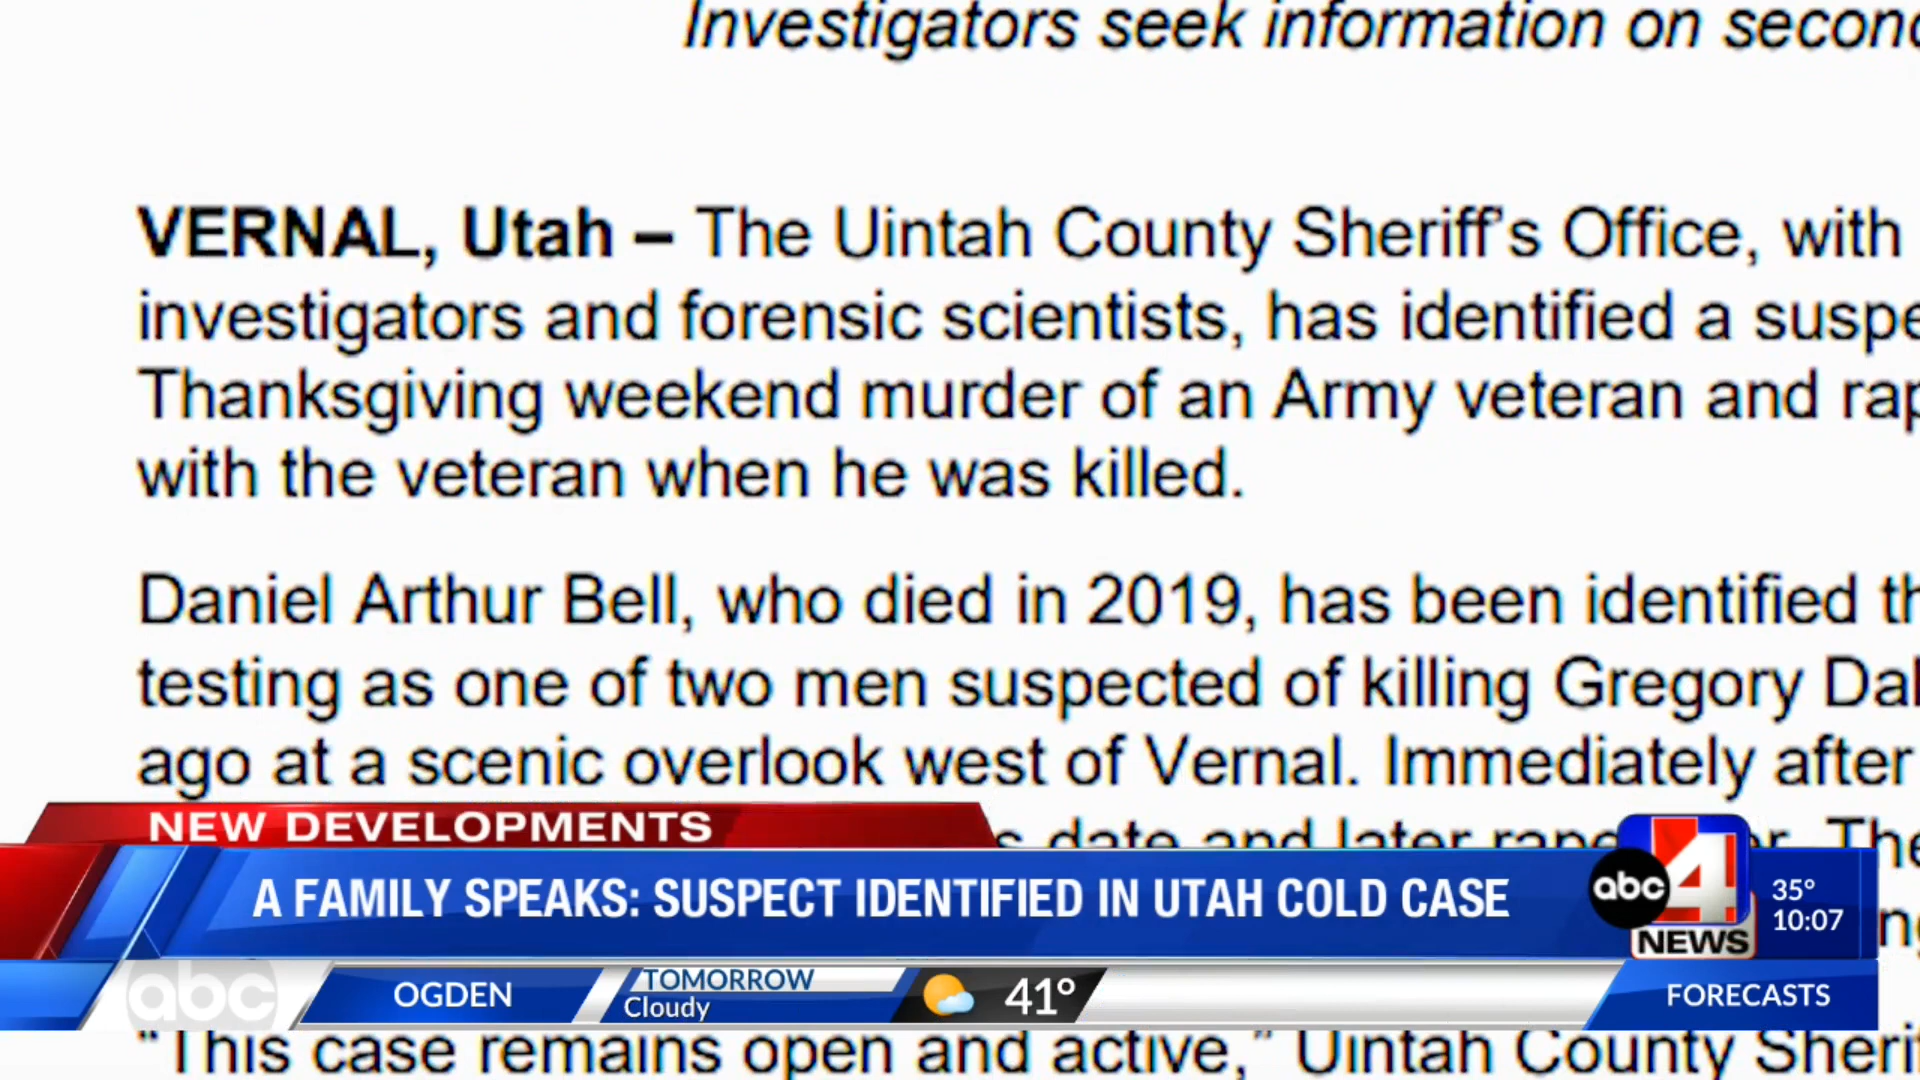 Investigators seek information on
VERNAL, Utah – The Uintah County Sheriff's Office, with
investigators and forensic scientists, has identified a
Thanksgiving weekend murder of an Army veteran and
with the veteran when he was killed.
Daniel Arthur Bell, who died in 2019, has been identified
testing as one of two men suspected of killing Gregory
ago at a scenic overlook west of Vernal. Immediately after
NEW DEVELOPMENTS
date and later
A FAMILY SPEAKS: SUSPECT IDENTIFIED IN UTAH COLD CASE
abc 4
NEWS
35°
10:07
abc
OGDEN
TOMORROW
Cloudy
41°
FORECASTS
"This case remains open and active," Uintah County